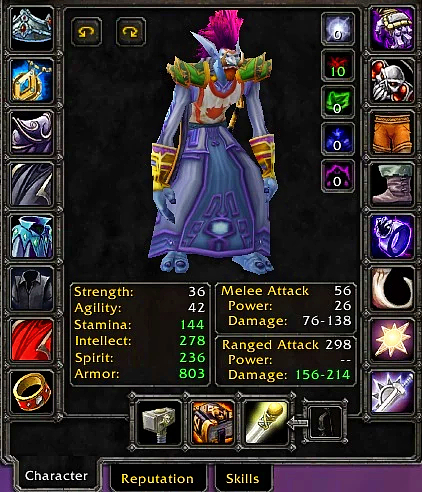 0
10
0
0
0
Strength: 36
Agility: 42
Stamina: 144
Intellect: 278
Spirit: 236
Armor: 803
Melee Attack 56
Power: 26
Damage: 76-138
Ranged Attack 298
Power: --
Damage: 156-214
Character
Reputation
Skills